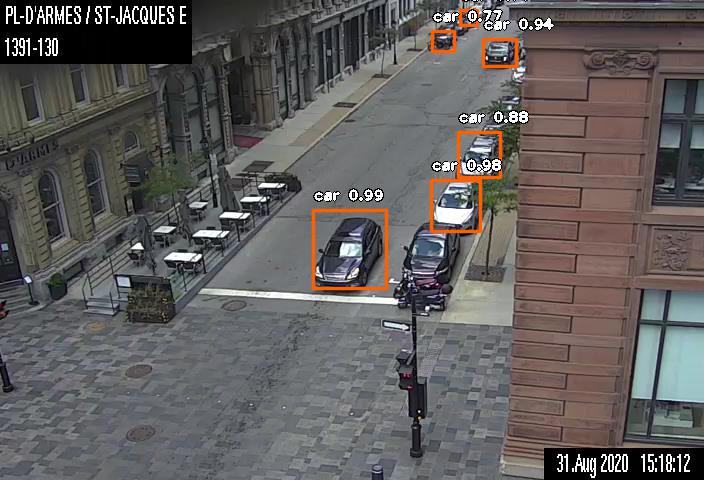 PL-D'ARMES / ST-JACQUES E
1391-130
car 0.77
car 0.94
car 0.88
car 0.98
car 0.99
D'ARMES
31.Aug 2020 15:18:12